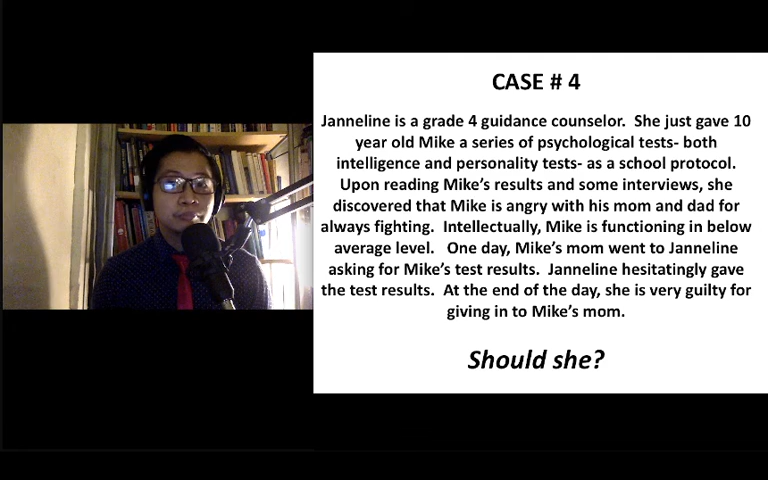 CASE # 4
Janneline is a grade 4 guidance counselor.  She just gave 10
year old Mike a series of psychological tests- both
intelligence and personality tests- as a school protocol.
Upon reading Mike's results and some interviews, she
discovered that Mike is angry with his mom and dad for
always fighting.  Intellectually, Mike is functioning in below
average level.   One day, Mike's mom went to Janneline
asking for Mike's test results.  Janneline hesitatingly gave
the test results.  At the end of the day, she is very guilty for
giving in to Mike's mom.
Should she?